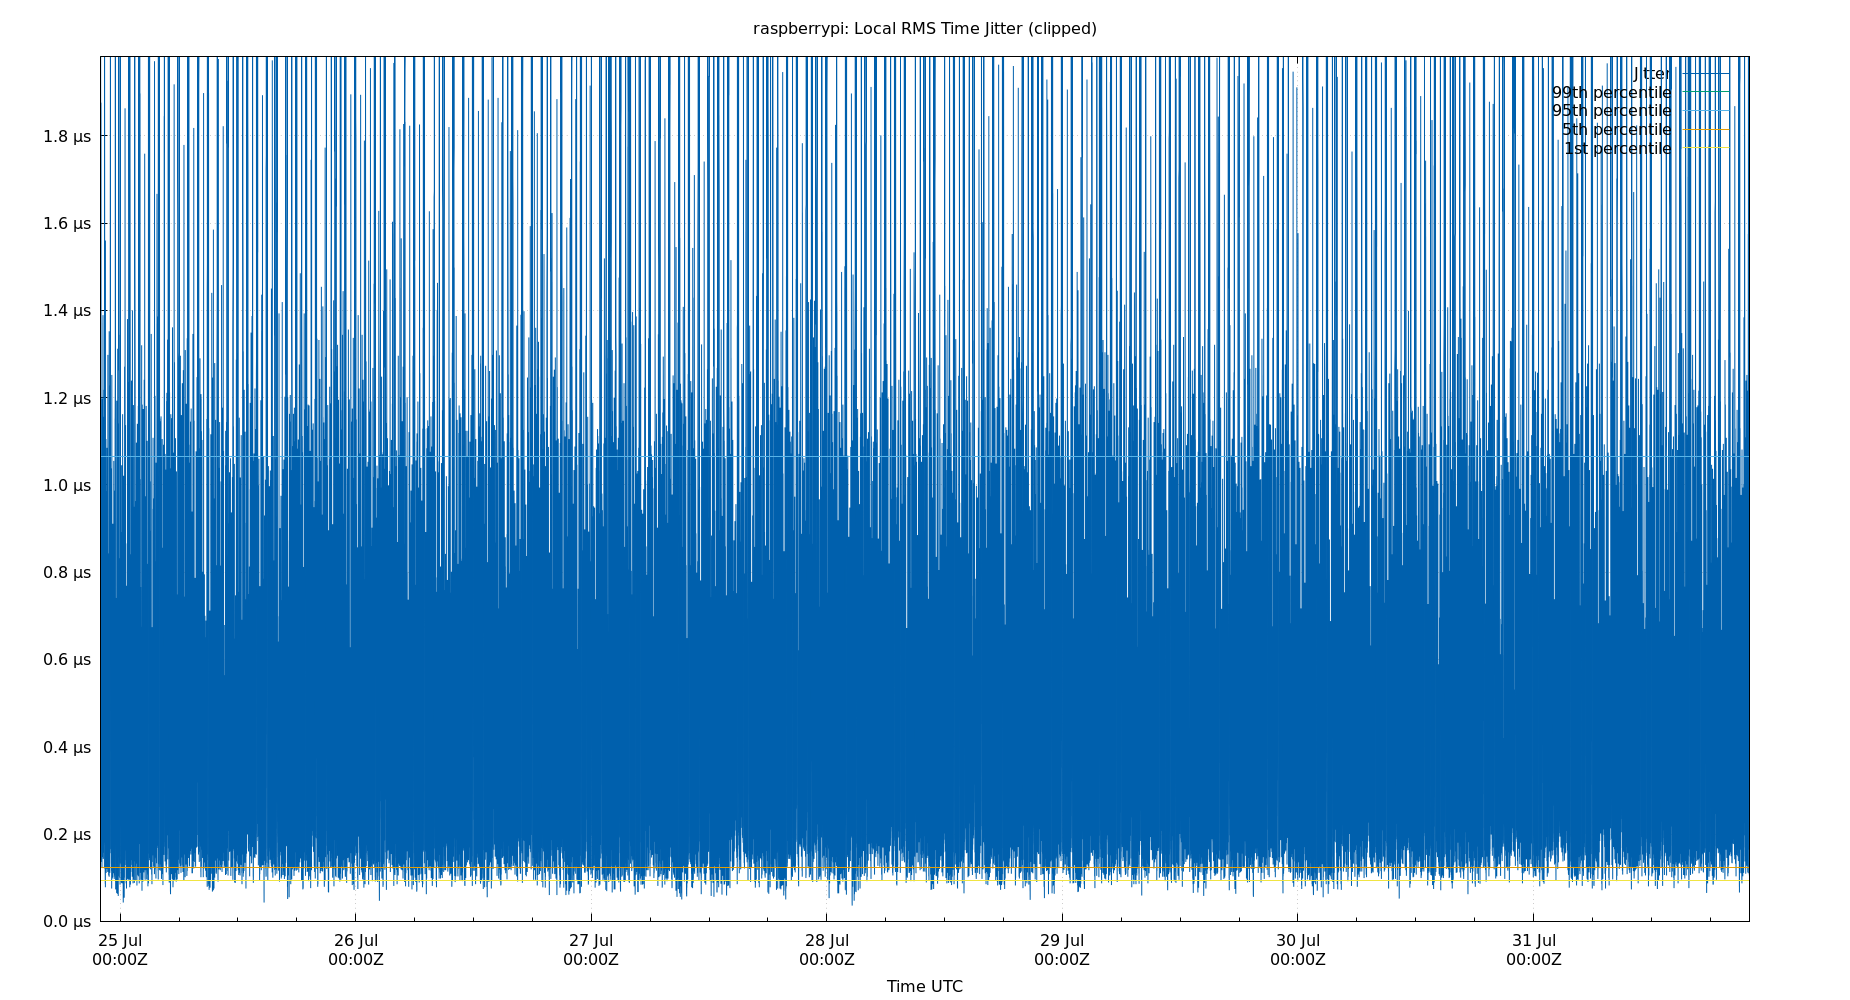 raspberrypi: Local RMS Time Jitter (clipped)
Jitter
99th percentile
95th percentile
5th percentile
1st percentile
1.8 µs
1.6 µs
1.4 µs
1.2 µs
1.0 µs
0.8 µs
0.6 µs
0.4 µs
0.2 µs
0.0 µs
25 Jul 26 Jul 27 Jul 28 Jul 29 Jul 30 Jul 31 Jul
00:00Z 00:00Z 00:00Z 00:00Z 00:00Z 00:00Z 00:00Z
Time UTC